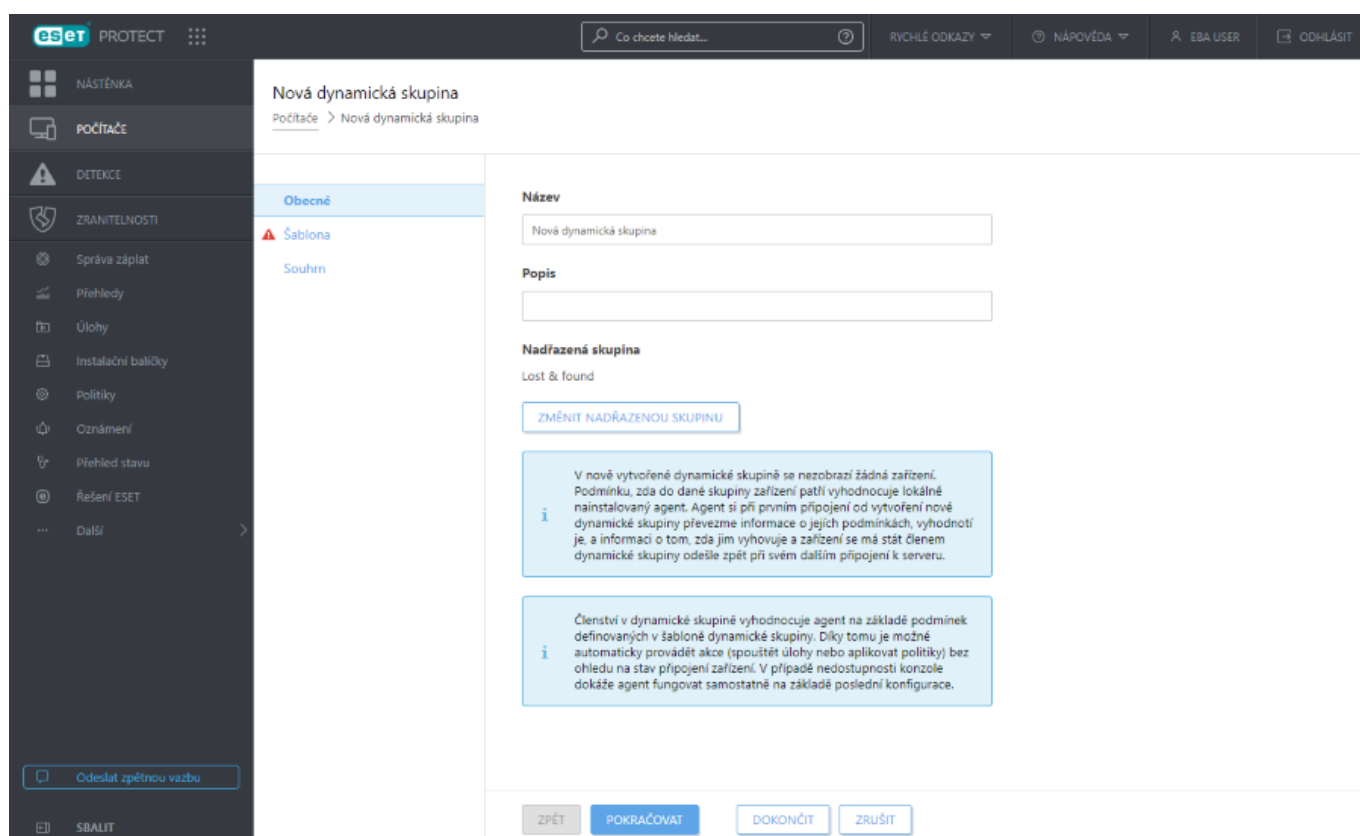 eset PROTECT
Co chcete hledat...
RYCHLÉ ODKAZY
NÁPOVĚDA
EBA USER
ODHLÁSIT
NÁSTĚNKA
POČÍTAČE
DETEKCE
ZRANITELNOSTI
Správa záplat
Přehledy
Úlohy
Instalační balíčky
Politiky
Oznámení
Přehled stavu
Řešení ESET
Další
Odeslat zpětnou vazbu
SBALIT
Nová dynamická skupina
Počítače > Nová dynamická skupina
Obecné
Šablona
Souhrn
Název
Nová dynamická skupina
Popis
Nadřazená skupina
Lost & found
ZMĚNIT NADŘAZENOU SKUPINU
V nově vytvořené dynamické skupině se nezobrazí žádná zařízení.
Podmínku, zda do dané skupiny zařízení patří vyhodnocuje lokálně
nainstalovaný agent. Agent si při prvním připojení od vytvoření nové
dynamické skupiny převezme informace o jejích podmínkách, vyhodnotí
je, a informaci o tom, zda jim vyhovuje a zařízení se má stát členem
dynamické skupiny odešle zpět při svém dalším připojení k serveru.
Členství v dynamické skupině vyhodnocuje agent na základě podmínek
definovaných v šabloně dynamické skupiny. Díky tomu je možné
automaticky provádět akce (spouštět úlohy nebo aplikovat politiky) bez
ohledu na stav připojení zařízení. V případě nedostupnosti konzole
dokáže agent fungovat samostatně na základě poslední konfigurace.
ZPĚT
POKRAČOVAT
DOKONČIT
ZRUŠIT